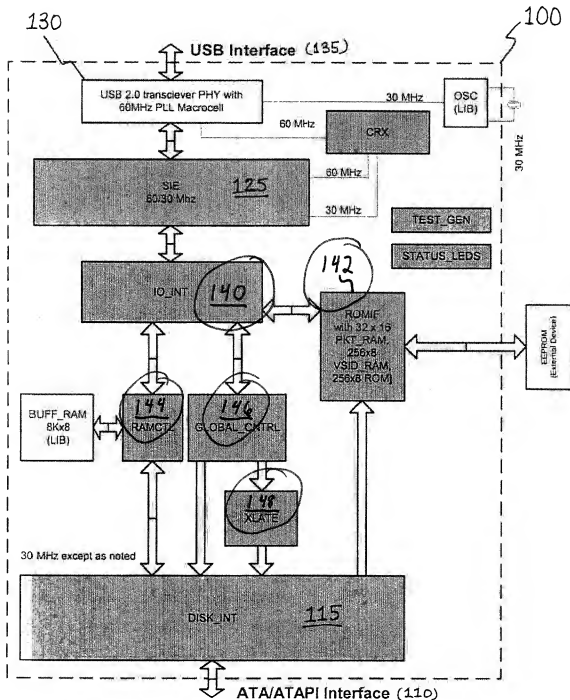 130
100
USB Interface (135)
USB 2.0 transciever PHY with
60MHz PLL Macrocell
30 MHz
OSC
(LIB)
30 MHz
60 MHz
CRX
SIE
60/30 Mhz
125
60 MHz
30 MHz
TEST_GEN
STATUS_LEDS
142
IO_INT
140
ROMIF
with 32 x 16
PKT_RAM,
256x8
VSID_RAM,
256x8 ROM)
EEPROM
(External Device)
BUFF_RAM
8Kx8
(LIB)
144
RAMCTL
146
GLOBAL_CNTRL
148
XLATE
30 MHz except as noted
DISK_INT
115
ATA/ATAPI Interface (110)